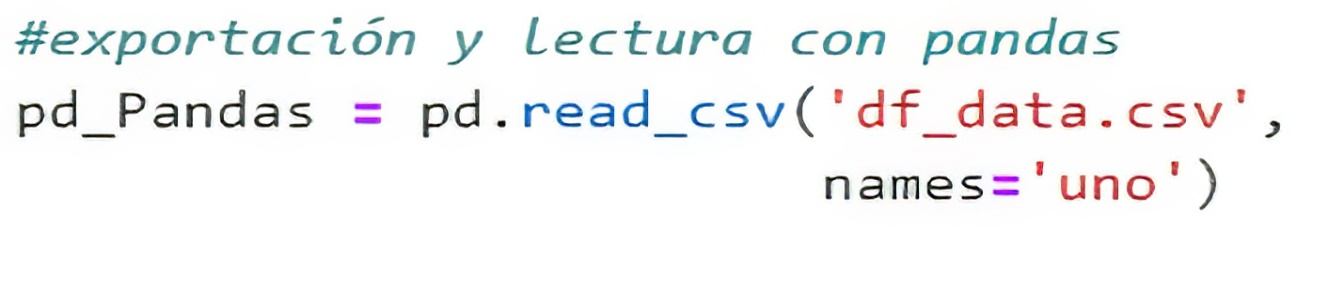 #exportación y lectura con pandas
pd_Pandas = pd.read_csv('df_data.csv',
names='uno')